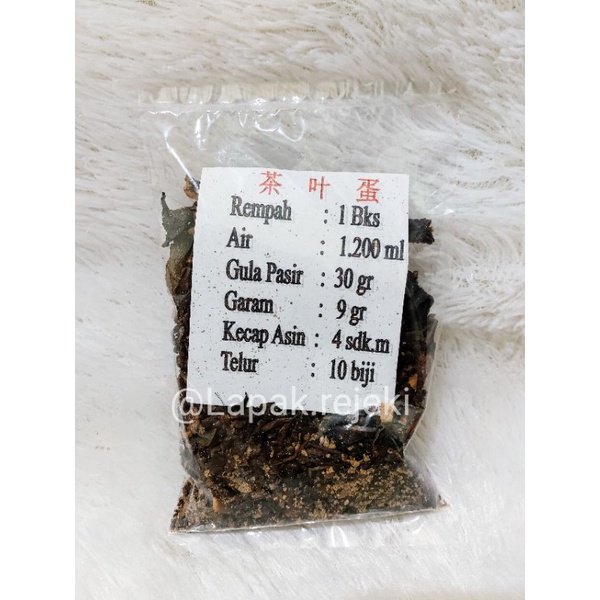 茶叶蛋
Rempah : 1 Bks
Air : 1.200 ml
Gula Pasir : 30 gr
Garam : 9 gr
Kecap Asin : 4 sdk.m
Telur : 10 biji
@Lapak.rejeki